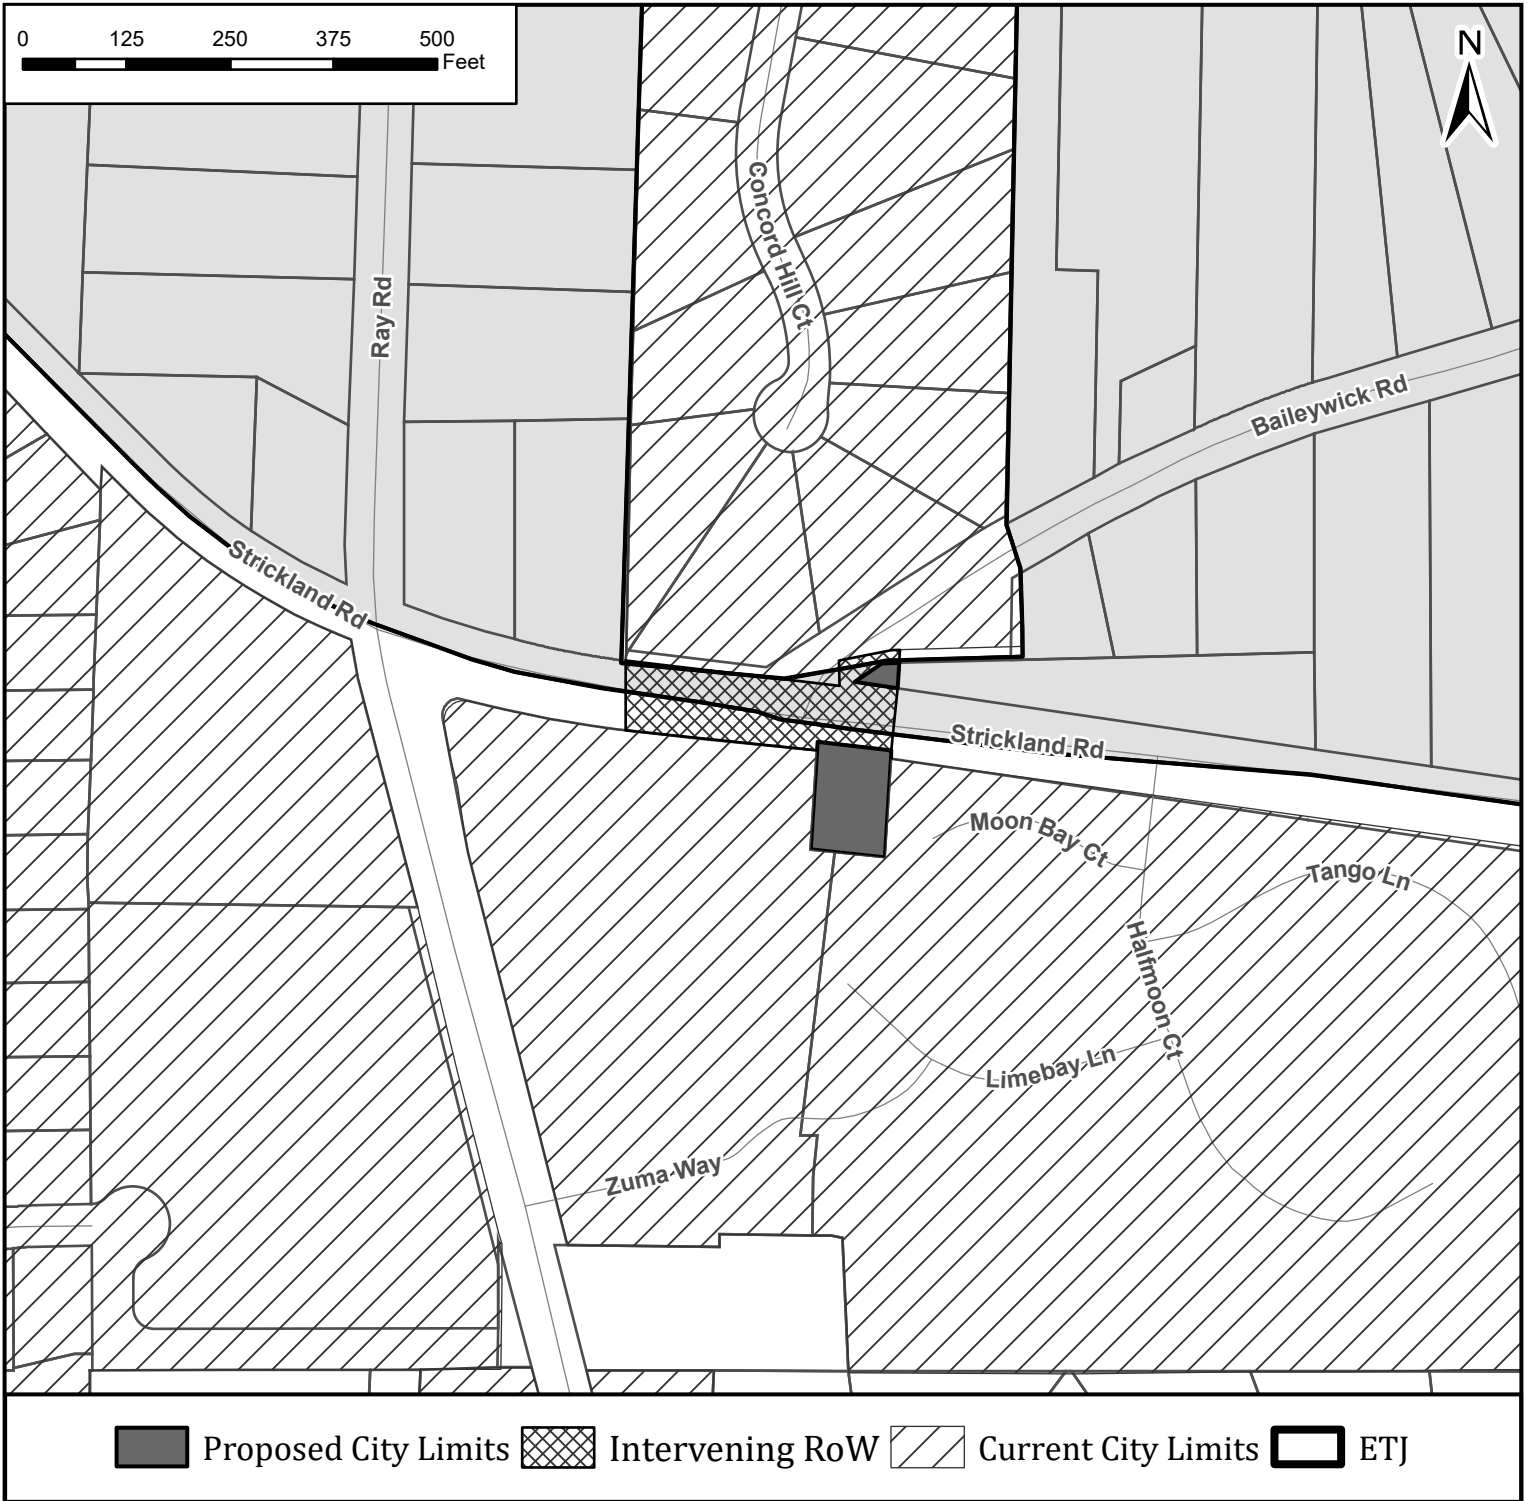 0 125 250 375 500
Feet
N
Concord Hill Ct
Ray Rd
Baileywick Rd
Strickland Rd
Strickland Rd
Moon Bay Ct
Tango Ln
Halfmoon Ct
Limebay Ln
Zuma Way
Proposed City Limits Intervening RoW Current City Limits ETJ